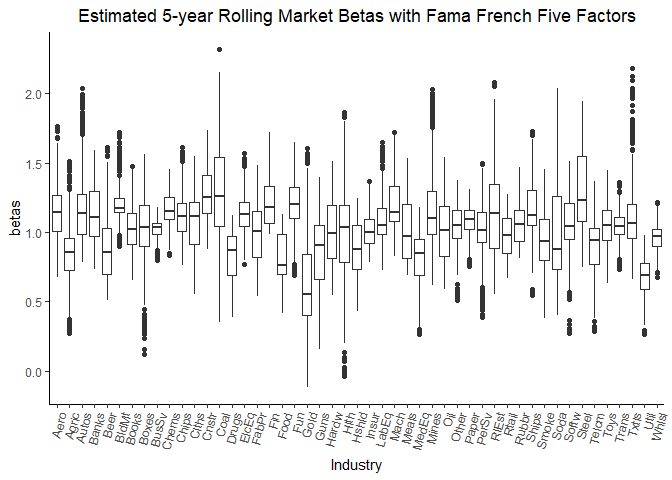 Estimated 5-year Rolling Market Betas with Fama French Five Factors
betas
2.0
1.5
1.0
0.5
0.0
Aero Agric Autos Banks Beer BldMt Books Boxes BusSv Chems Chips Clths Cnstr Coal Drugs ElcEq FabPr Fin Food Fun Gold Guns Hardw Hlth Hshld Insur LabEq Mach Meals MedEq Mines Oil Other Paper PerSv RlEst Rtail Rubbr Ships Smoke Soda Softw Steel Telcm Toys Trans Txtls Util Whlsl
Industry